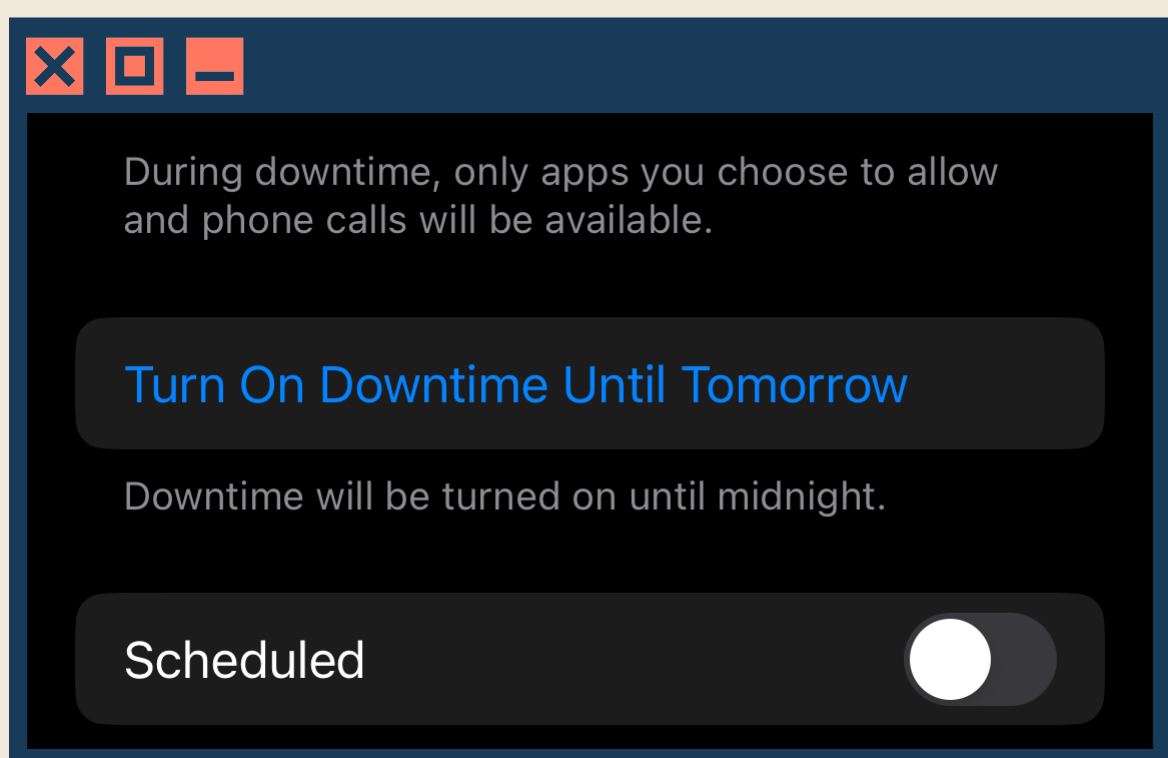 During downtime, only apps you choose to allow
and phone calls will be available.
Turn On Downtime Until Tomorrow
Downtime will be turned on until midnight.
Scheduled